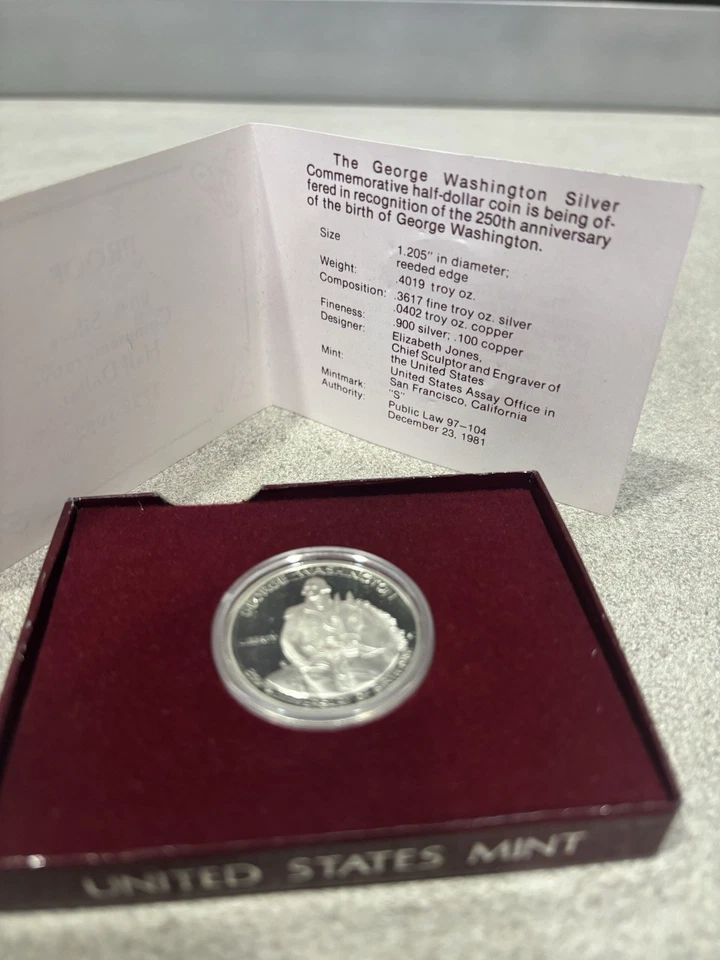 The George Washington Silver
Commemorative half-dollar coin is being of-
fered in recognition of the 250th anniversary
of the birth of George Washington.
Size 1.205" in diameter;
reeded edge
Weight: .4019 troy oz.
Composition: .3617 fine troy oz. silver
.0402 troy oz. copper
Fineness: .900 silver; .100 copper
Designer: Elizabeth Jones,
Chief Sculptor and Engraver of
the United States
Mint: United States Assay Office in
San Francisco, California
Mintmark: "S"
Authority: Public Law 97–104
December 23, 1981
GEORGE WASHINGTON
UNITED STATES MINT